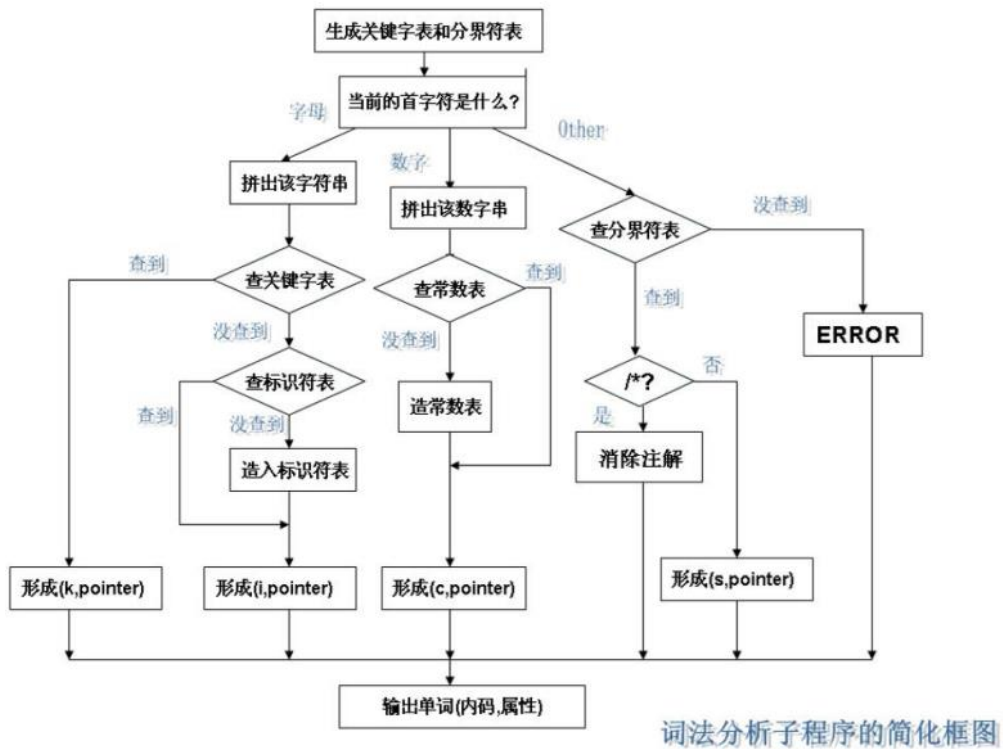 生成关键字表和分界符表
当前的首字符是什么?
字母
数字
Other
拼出该字符串
拼出该数字串
查分界符表
没查到
查到
查关键字表
查常数表
查到
查到
没查到
没查到
ERROR
查标识符表
/*?
否
查到
没查到
造常数表
是
造入标识符表
消除注解
形成(k,pointer)
形成(i,pointer)
形成(c,pointer)
形成(s,pointer)
输出单词(内码,属性)
词法分析子程序的简化框图